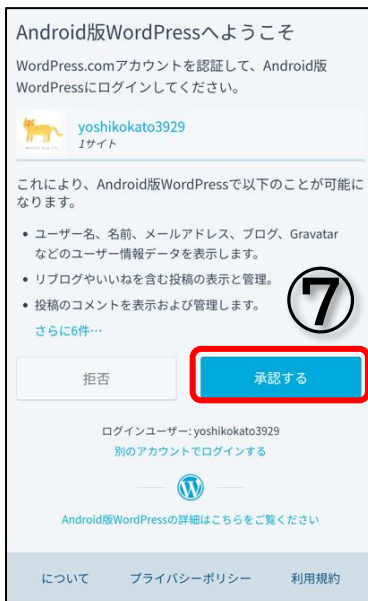 Android版WordPressへようこそ
WordPress.comアカウントを認証して、Android版
WordPressにログインしてください。
yoshikokato3929
1サイト
これにより、Android版WordPressで以下のことが可能に
なります。
• ユーザー名、名前、メールアドレス、ブログ、Gravatar
などのユーザー情報データを表示します。
• リブログやいいねを含む投稿の表示と管理。
• 投稿のコメントを表示および管理します。
さらに6件…
⑦
拒否
承認する
ログインユーザー: yoshikokato3929
別のアカウントでログインする
Android版WordPressの詳細はこちらをご覧ください
について
プライバシーポリシー
利用規約